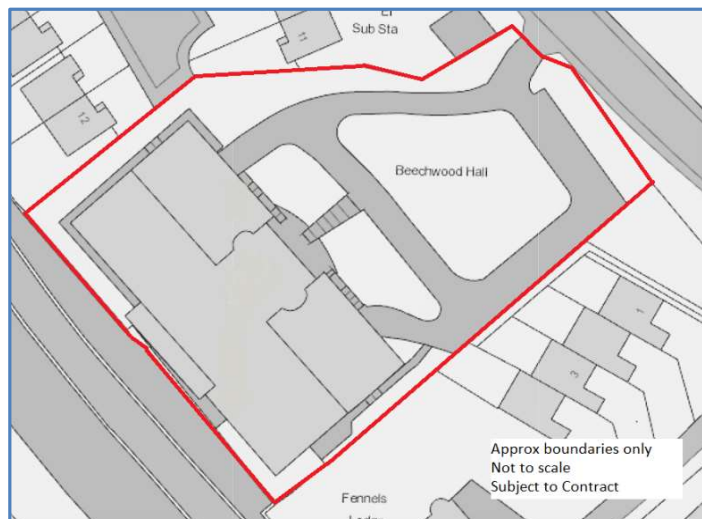 11
Sub Sta
12
Beechwood Hall
1
3
Approx boundaries only
Not to scale
Subject to Contract
Fennels